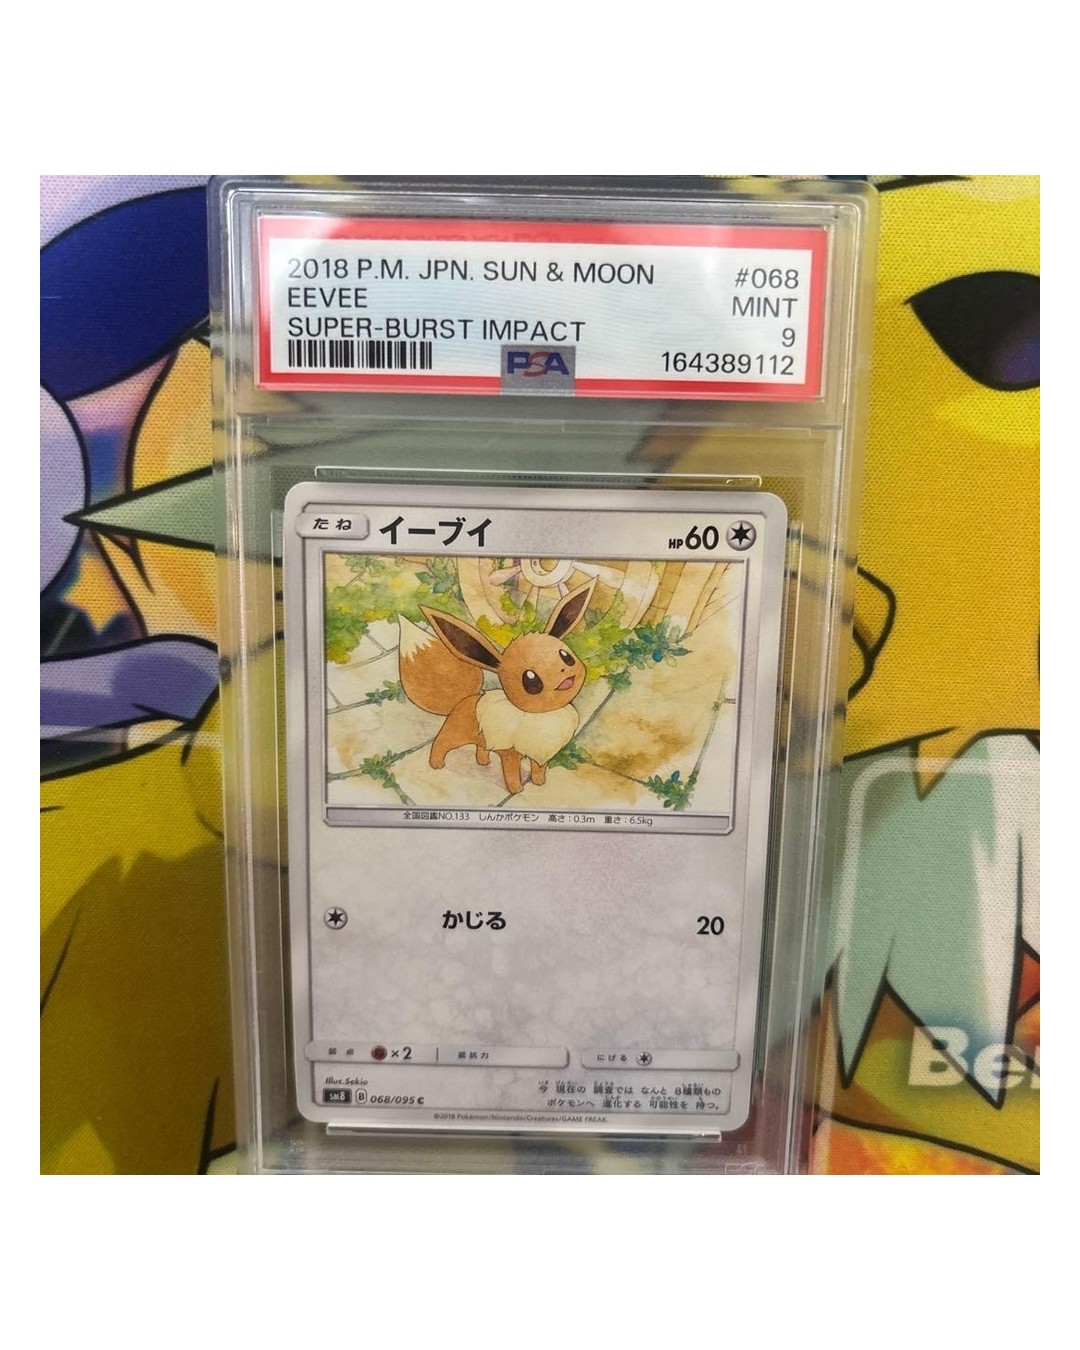 2018 P.M. JPN. SUN & MOON #068
EEVEE MINT
SUPER-BURST IMPACT 9
PSA 164389112
たね イーブイ HP60
全国図鑑NO.133 しんかポケモン 高さ:0.3m 重さ:6.5kg
かじる 20
弱点 ×2 抵抗力 にげる
Illus.Sekio
SM8 B 068/095 C
今 現在の 調査では なんと 8種類もの
ポケモンへ 進化する 可能性を 持つ。
©2018 Pokémon/Nintendo/Creatures/GAME FREAK.
Be